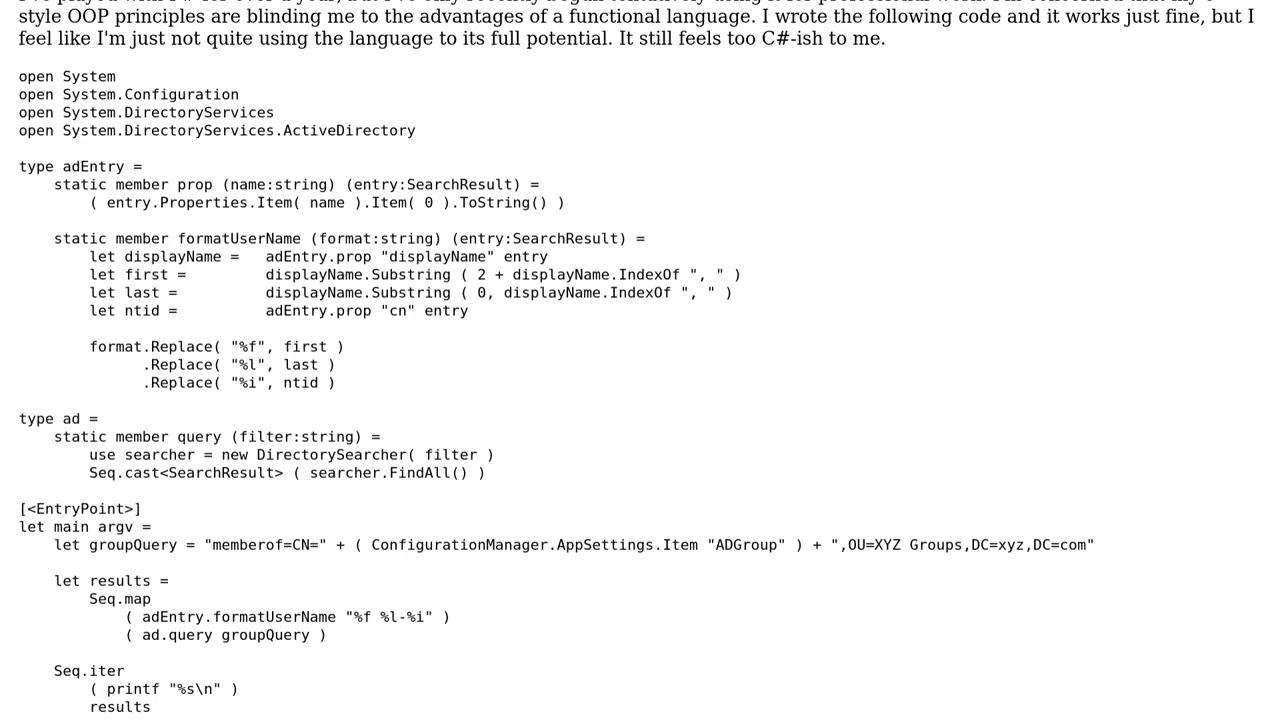 style OOP principles are blinding me to the advantages of a functional language. I wrote the following code and it works just fine, but I
feel like I'm just not quite using the language to its full potential. It still feels too C#-ish to me.
open System
open System.Configuration
open System.DirectoryServices
open System.DirectoryServices.ActiveDirectory
type adEntry =
    static member prop (name:string) (entry:SearchResult) =
        ( entry.Properties.Item( name ).Item( 0 ).ToString() )
    static member formatUserName (format:string) (entry:SearchResult) =
        let displayName =   adEntry.prop "displayName" entry
        let first =         displayName.Substring ( 2 + displayName.IndexOf ", " )
        let last =          displayName.Substring ( 0, displayName.IndexOf ", " )
        let ntid =          adEntry.prop "cn" entry
        format.Replace( "%f", first )
              .Replace( "%l", last )
              .Replace( "%i", ntid )
type ad =
    static member query (filter:string) =
        use searcher = new DirectorySearcher( filter )
        Seq.cast<SearchResult> ( searcher.FindAll() )
[<EntryPoint>]
let main argv =
    let groupQuery = "memberof=CN=" + ( ConfigurationManager.AppSettings.Item "ADGroup" ) + ",OU=XYZ Groups,DC=xyz,DC=com"
    let results =
        Seq.map
            ( adEntry.formatUserName "%f %l-%i" )
            ( ad.query groupQuery )
    Seq.iter
        ( printf "%s\n" )
        results